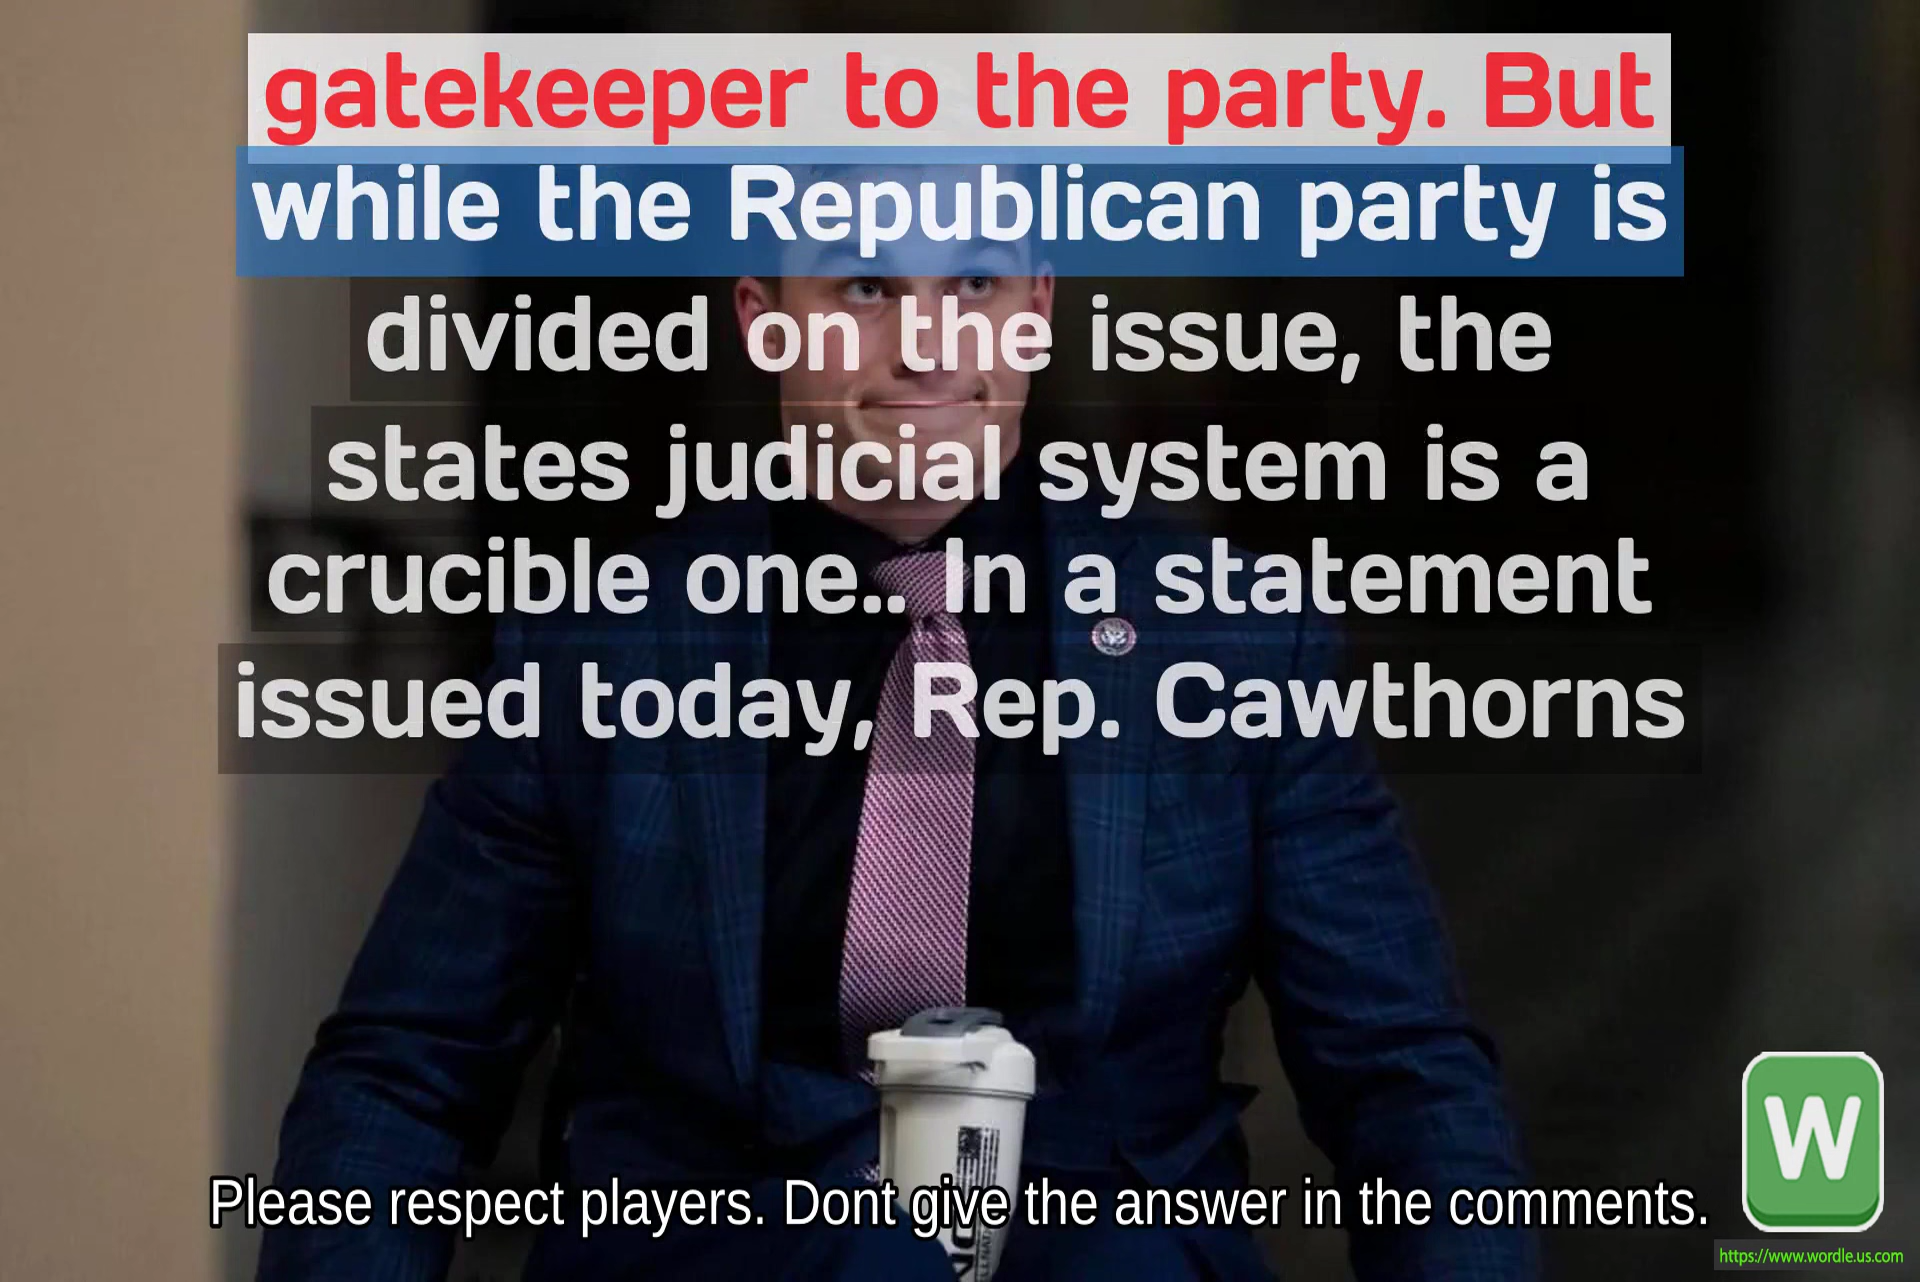 gatekeeper to the party. But
while the Republican party is
divided on the issue, the
states judicial system is a
crucible one.. In a statement
issued today, Rep. Cawthorns
Please respect players. Dont give the answer in the comments.
W
https://www.wordle.us.com